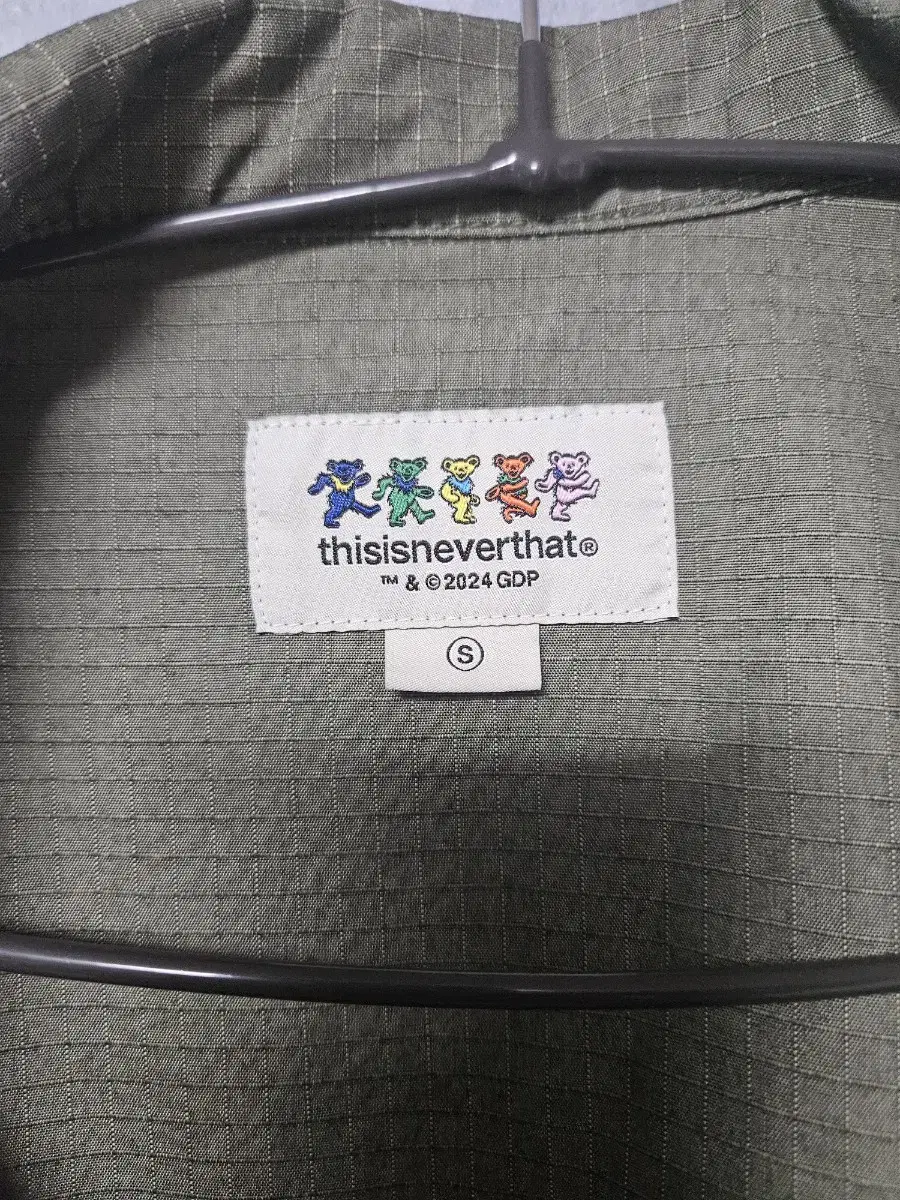 thisisneverthat®
™ & © 2024 GDP
Ⓢ